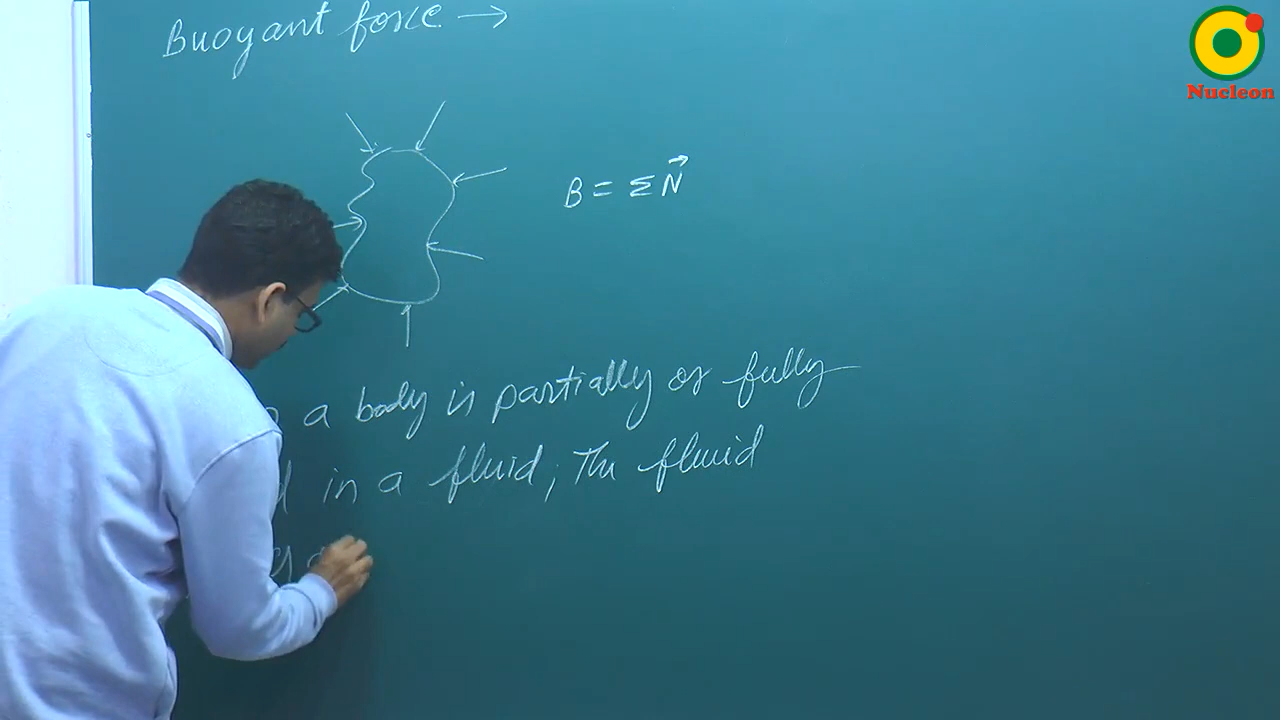 Buoyant force →
Nucleon
B = Σ N⃗
a body is partially or fully
in a fluid; The fluid